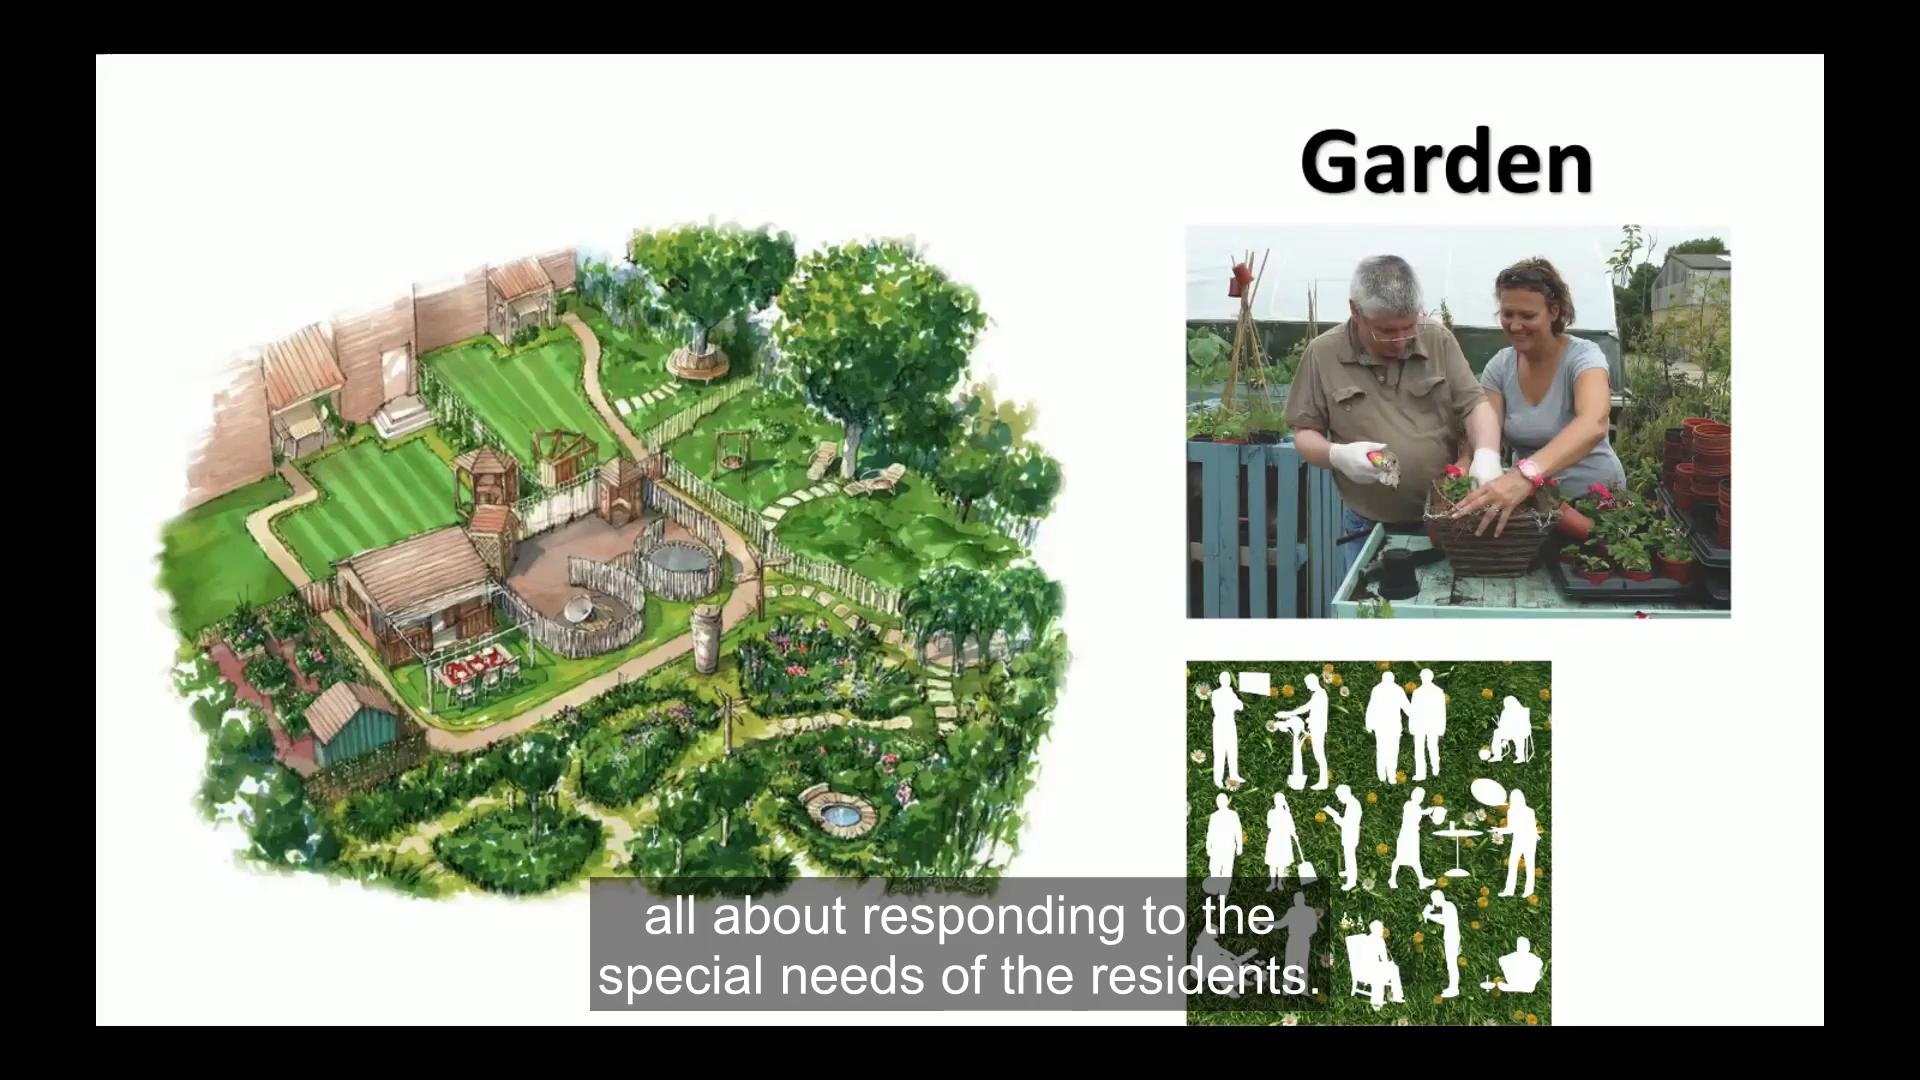 Garden
all about responding to the
special needs of the residents.